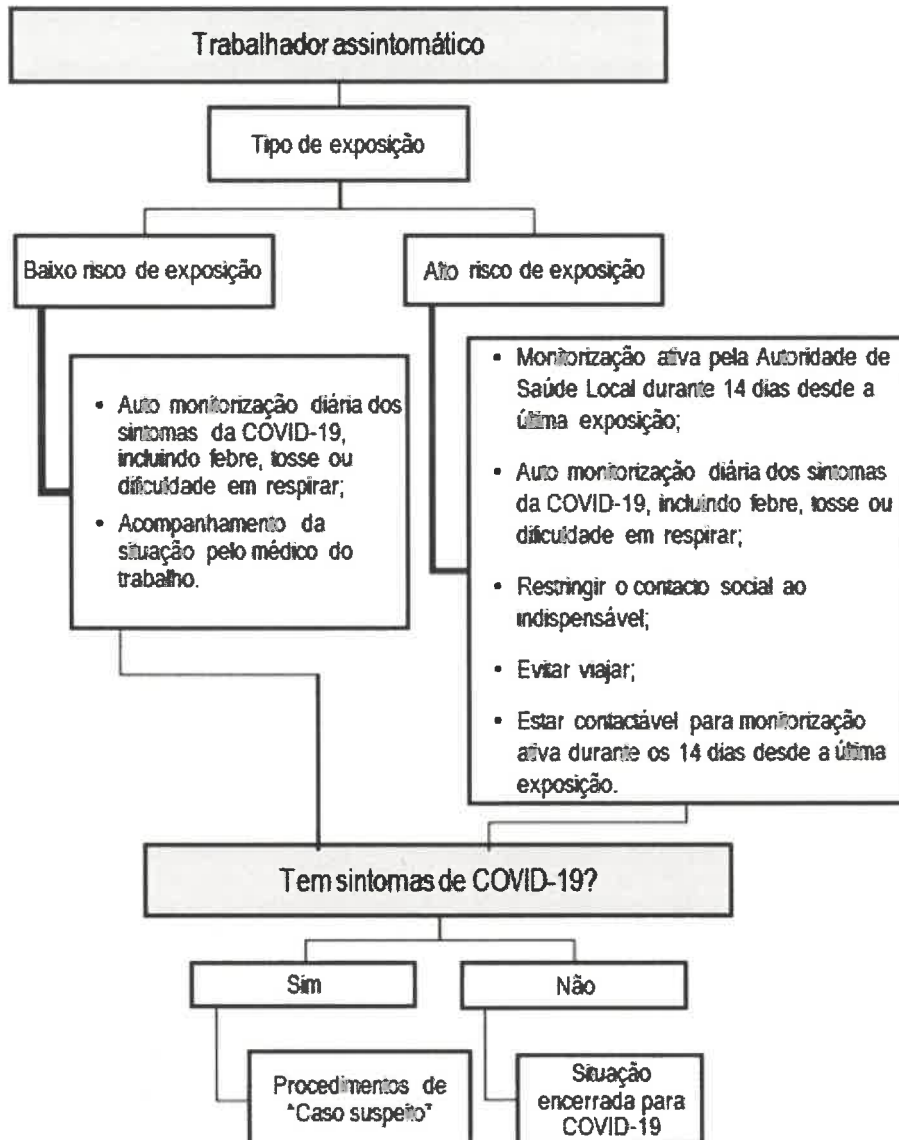 Trabalhador assintomático
Tipo de exposição
Baixo risco de exposição
Alto risco de exposição
• Auto monitorização diária dos
sintomas da COVID-19,
incluindo febre, tosse ou
dificuldade em respirar;
• Acompanhamento da
situação pelo médico do
trabalho.
• Monitorização ativa pela Autoridade de
Saúde Local durante 14 dias desde a
última exposição;
• Auto monitorização diária dos sintomas
da COVID-19, incluindo febre, tosse ou
dificuldade em respirar;
• Restringir o contacto social ao
indispensável;
• Evitar viajar;
• Estar contactável para monitorização
ativa durante os 14 dias desde a última
exposição.
Tem sintomas de COVID-19?
Sim
Não
Procedimentos de
"Caso suspeito"
Situação
encerrada para
COVID-19